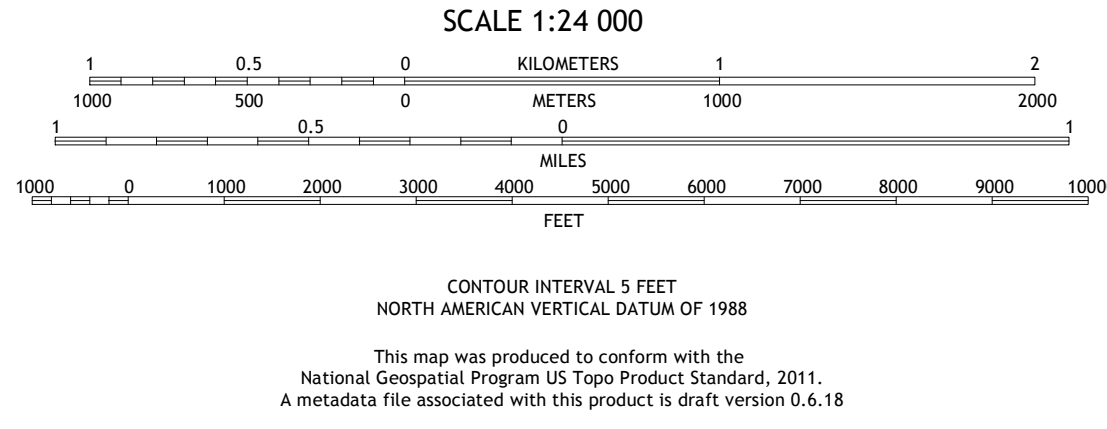 SCALE 1:24 000
1 0.5 0 KILOMETERS 1 2
1000 500 0 METERS 1000 2000
1 0.5 0 1
MILES
1000 0 1000 2000 3000 4000 5000 6000 7000 8000 9000 1000
FEET
CONTOUR INTERVAL 5 FEET
NORTH AMERICAN VERTICAL DATUM OF 1988
This map was produced to conform with the
National Geospatial Program US Topo Product Standard, 2011.
A metadata file associated with this product is draft version 0.6.18